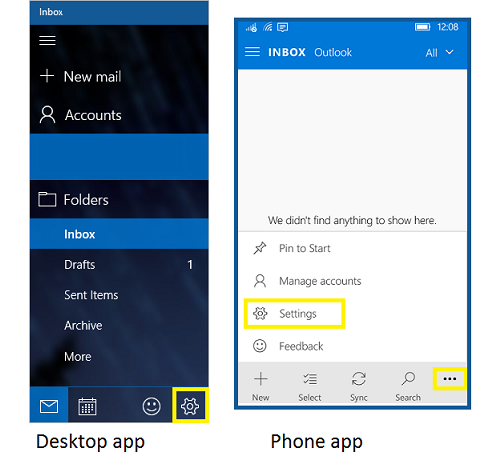 Inbox
New mail
Accounts
Folders
Inbox
Drafts 1
Sent Items
Archive
More
Desktop app
12:08
INBOX Outlook All
We didn't find anything to show here.
Pin to Start
Manage accounts
Settings
Feedback
New Select Sync Search
Phone app